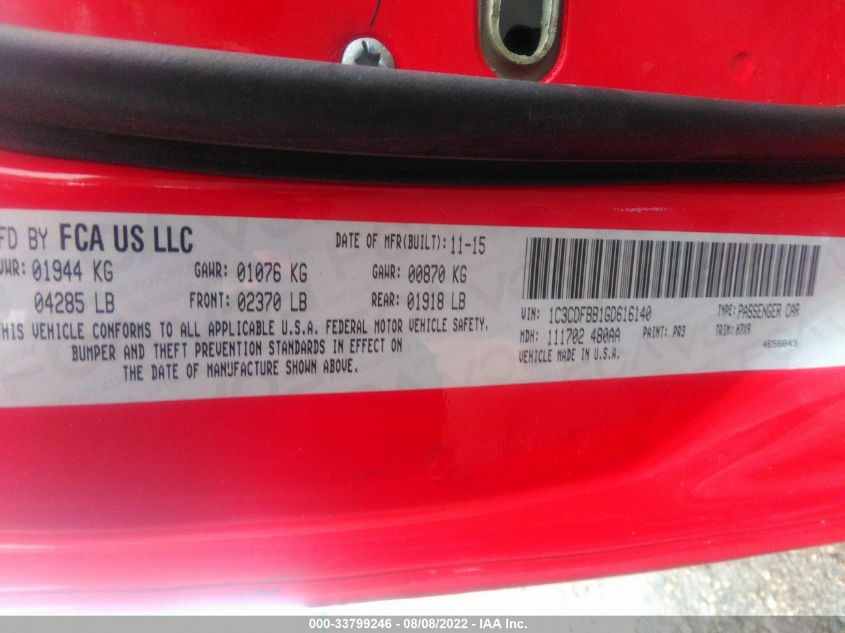 FD BY FCA US LLC DATE OF MFR(BUILT): 11-15
VWR: 01944 KG GAWR: 01076 KG GAWR: 00870 KG
04285 LB FRONT: 02370 LB REAR: 01918 LB
THIS VEHICLE CONFORMS TO ALL APPLICABLE U.S.A. FEDERAL MOTOR VEHICLE SAFETY,
BUMPER AND THEFT PREVENTION STANDARDS IN EFFECT ON
THE DATE OF MANUFACTURE SHOWN ABOVE.
VIN: 1C3CDFBB1GD616140 TYPE: PASSENGER CAR
MDH: 111702 480AA PAINT: PR3 TRIM: H7X9
VEHICLE MADE IN U.S.A. 4658843
000-33799246 - 08/08/2022 - IAA Inc.